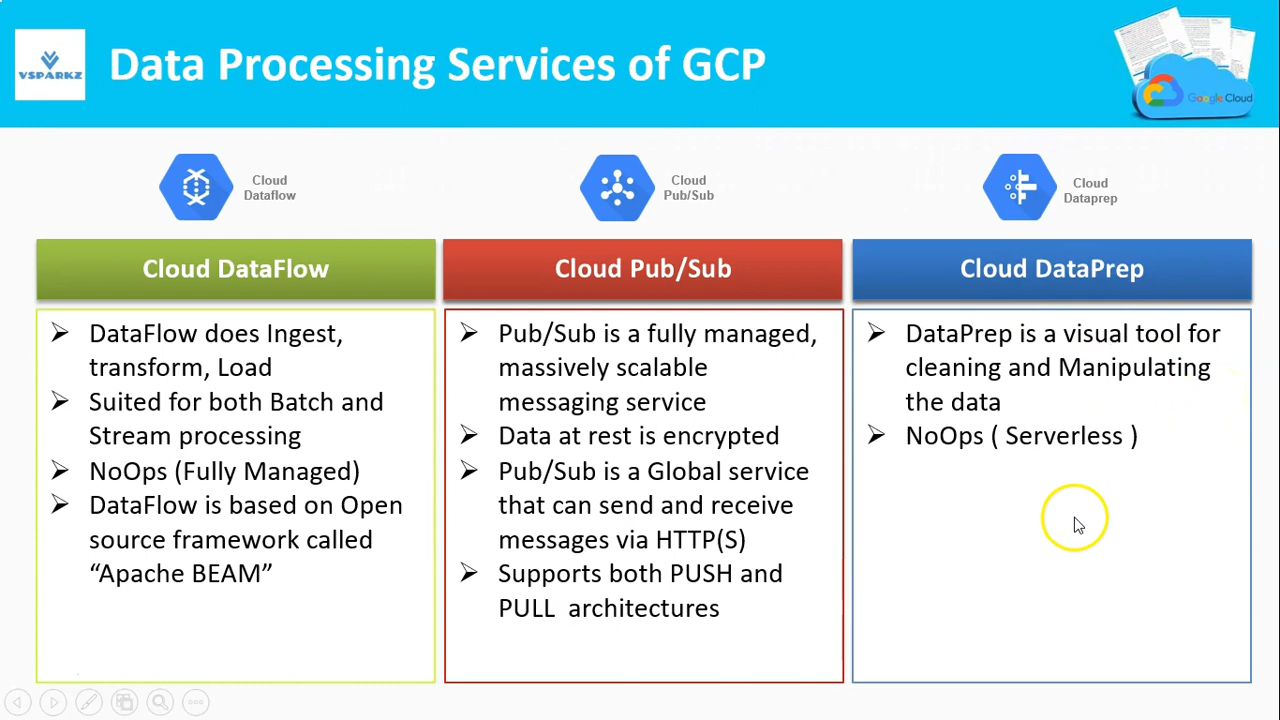 VSPARKZ
Data Processing Services of GCP
Google Cloud
Cloud
Dataflow
Cloud
Pub/Sub
Cloud
Dataprep
Cloud DataFlow
DataFlow does Ingest,
transform, Load
Suited for both Batch and
Stream processing
NoOps (Fully Managed)
DataFlow is based on Open
source framework called
“Apache BEAM”
Cloud Pub/Sub
Pub/Sub is a fully managed,
massively scalable
messaging service
Data at rest is encrypted
Pub/Sub is a Global service
that can send and receive
messages via HTTP(S)
Supports both PUSH and
PULL architectures
Cloud DataPrep
DataPrep is a visual tool for
cleaning and Manipulating
the data
NoOps ( Serverless )